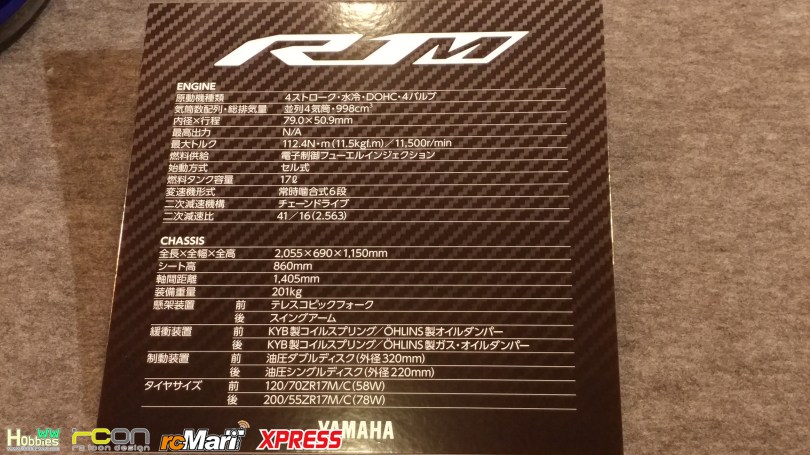 R1M
ENGINE
原動機種類 4ストローク・水冷・DOHC・4バルブ
気筒数配列・総排気量 並列4気筒・998cm³
内径×行程 79.0×50.9mm
最高出力 N/A
最大トルク 112.4N・m(11.5kgf.m)/11,500r/min
燃料供給 電子制御フューエルインジェクション
始動方式 セル式
燃料タンク容量 17ℓ
変速機形式 常時噛合式6段
二次減速機構 チェーンドライブ
二次減速比 41/16(2.563)
CHASSIS
全長×全幅×全高 2,055×690×1,150mm
シート高 860mm
軸間距離 1,405mm
装備重量 201kg
懸架装置 前 テレスコピックフォーク
後 スイングアーム
緩衝装置 前 KYB製コイルスプリング/ÖHLINS製オイルダンパー
後 KYB製コイルスプリング/ÖHLINS製ガス・オイルダンパー
制動装置 前 油圧ダブルディスク(外径320mm)
後 油圧シングルディスク(外径220mm)
タイヤサイズ 前 120/70ZR17M/C(58W)
後 200/55ZR17M/C(78W)
YAMAHA
WW Hobbies rcon rc toon design rcMart XPRESS